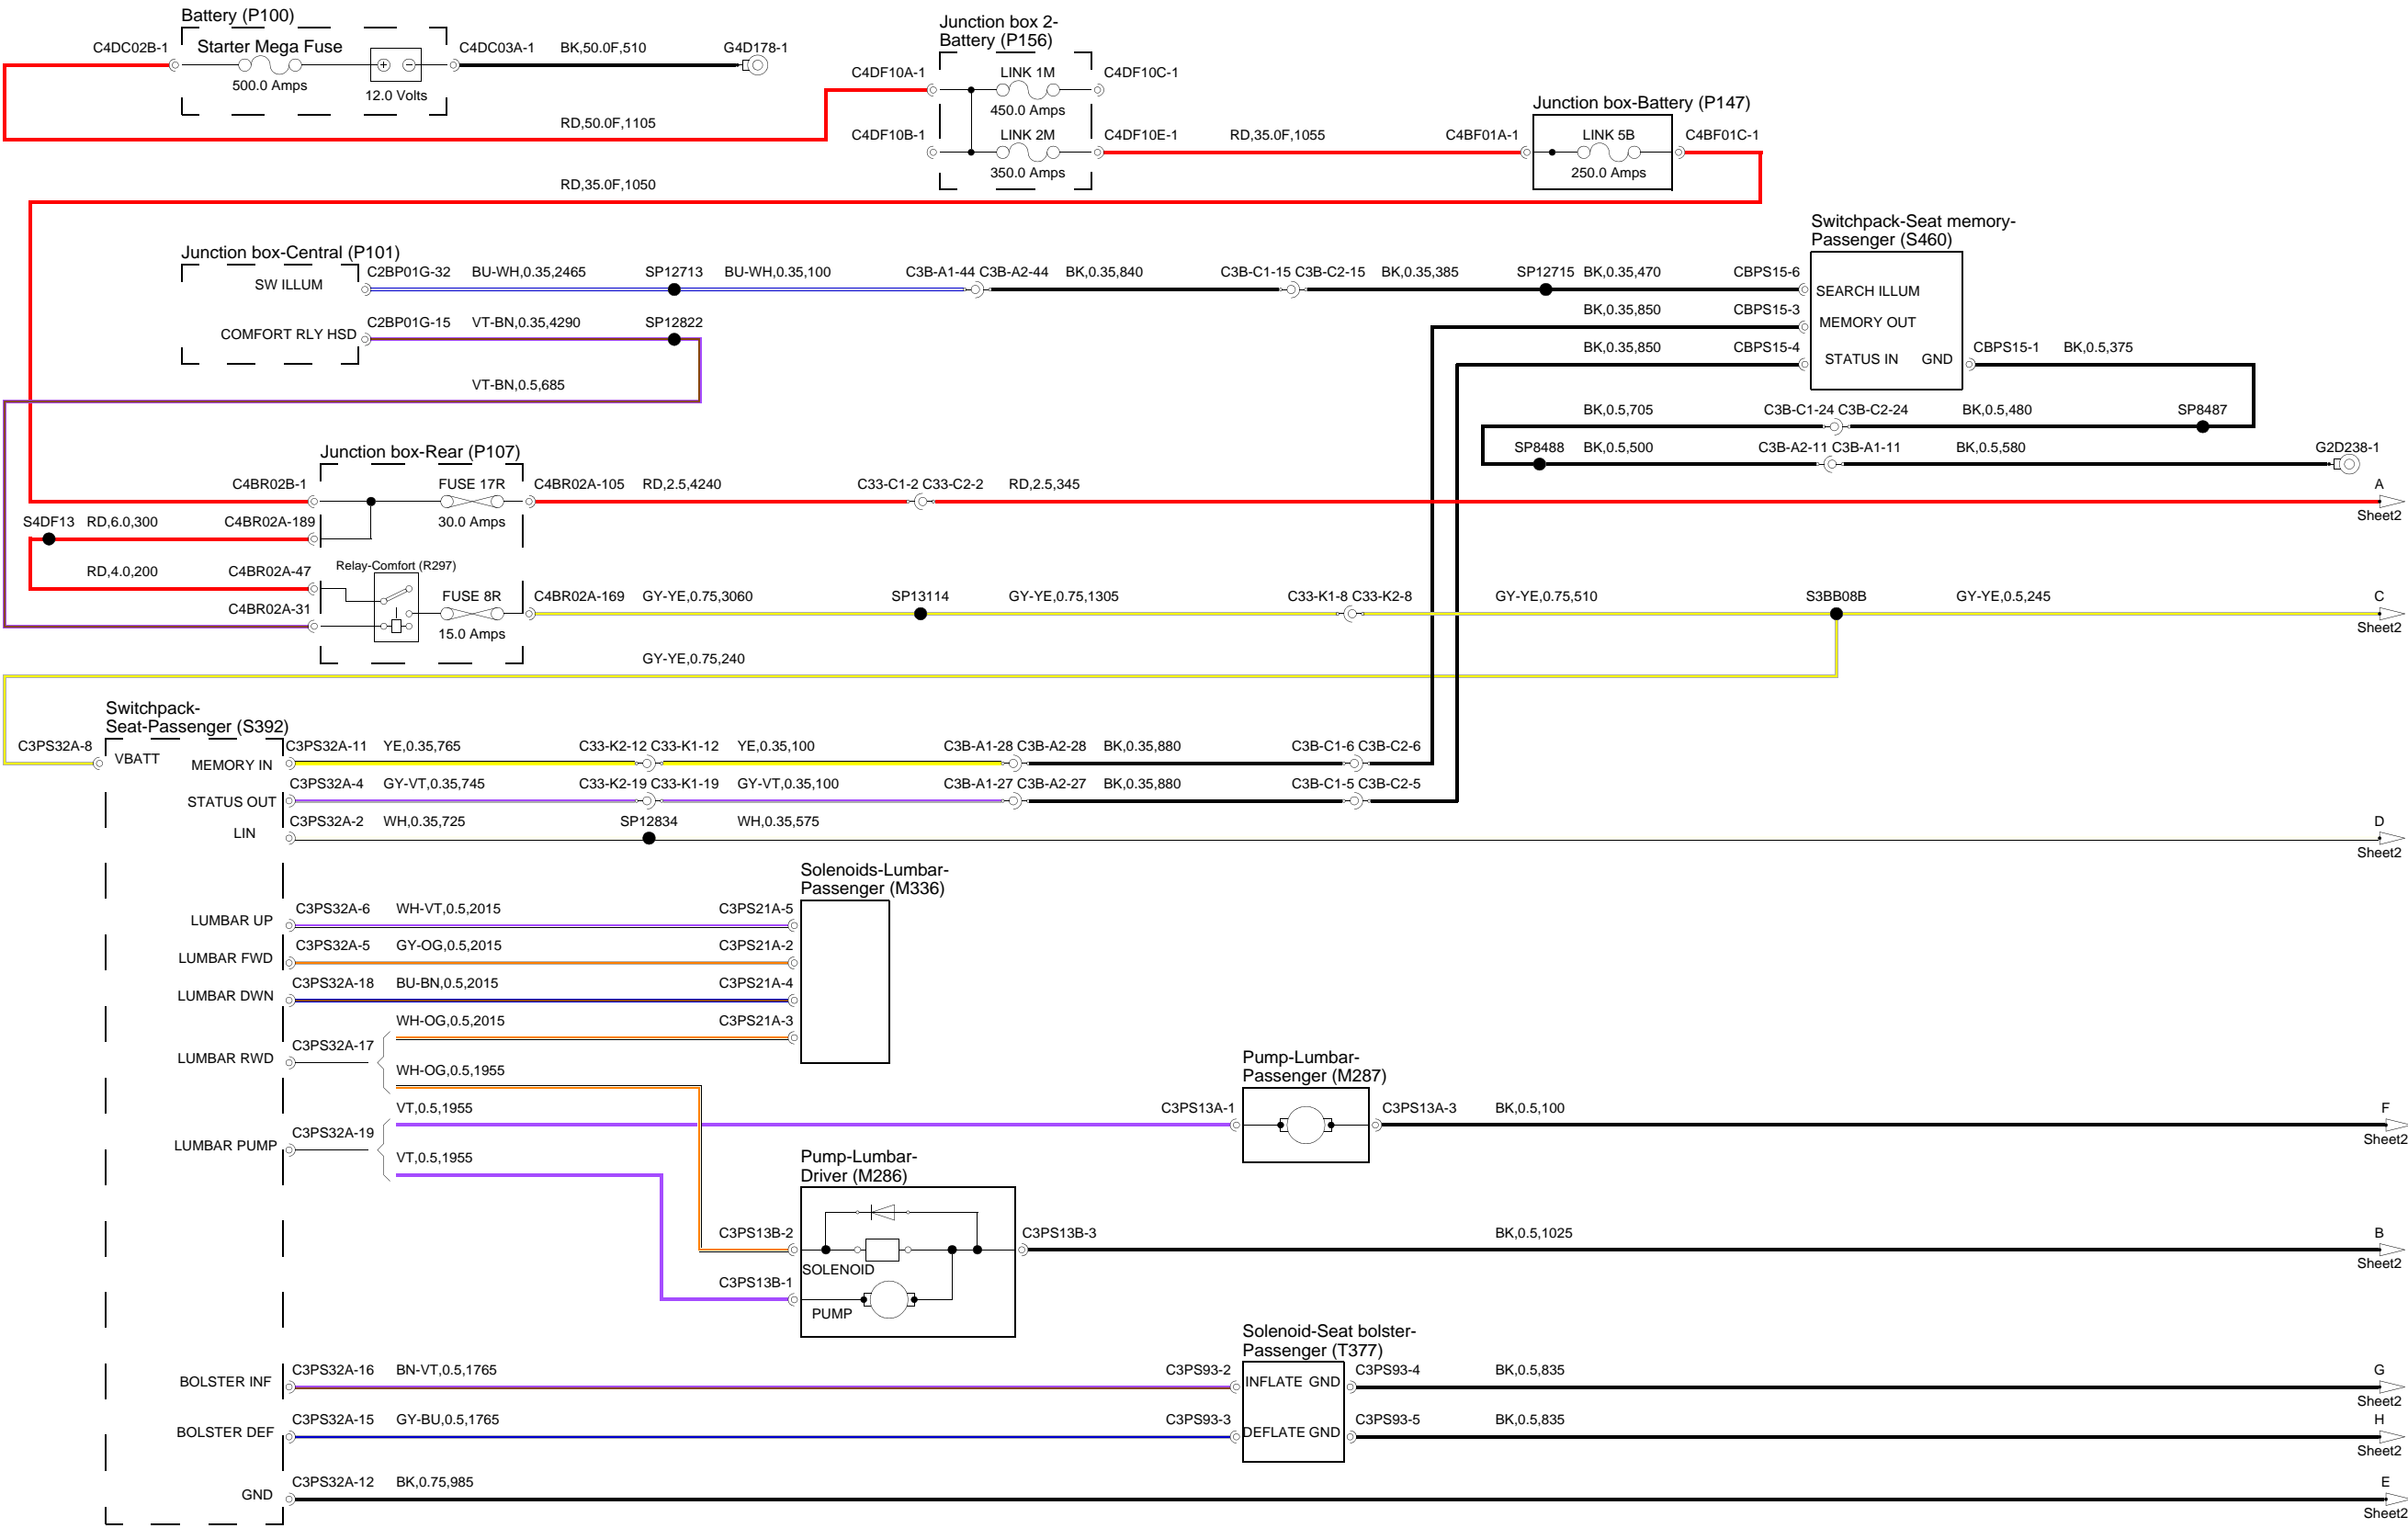 Battery (P100)
C4DC02B-1
Starter Mega Fuse
500.0 Amps
12.0 Volts
C4DC03A-1
BK,50.0F,510
G4D178-1
RD,50.0F,1105
Junction box 2-
Battery (P156)
C4DF10A-1
LINK 1M
450.0 Amps
C4DF10C-1
C4DF10B-1
LINK 2M
350.0 Amps
C4DF10E-1
RD,35.0F,1055
Junction box-Battery (P147)
C4BF01A-1
LINK 5B
250.0 Amps
C4BF01C-1
RD,35.0F,1050
Junction box-Central (P101)
SW ILLUM
C2BP01G-32
BU-WH,0.35,2465
SP12713
BU-WH,0.35,100
C3B-A1-44 C3B-A2-44
BK,0.35,840
C3B-C1-15 C3B-C2-15
BK,0.35,385
SP12715
BK,0.35,470
CBPS15-6
Switchpack-Seat memory-
Passenger (S460)
SEARCH ILLUM
BK,0.35,850
CBPS15-3
MEMORY OUT
BK,0.35,850
CBPS15-4
STATUS IN
GND
CBPS15-1
BK,0.5,375
COMFORT RLY HSD
C2BP01G-15
VT-BN,0.35,4290
SP12822
VT-BN,0.5,685
BK,0.5,705
C3B-C1-24 C3B-C2-24
BK,0.5,480
SP8487
SP8488
BK,0.5,500
C3B-A2-11 C3B-A1-11
BK,0.5,580
G2D238-1
Junction box-Rear (P107)
C4BR02B-1
FUSE 17R
30.0 Amps
C4BR02A-105
RD,2.5,4240
C33-C1-2 C33-C2-2
RD,2.5,345
A
Sheet2
S4DF13
RD,6.0,300
C4BR02A-189
RD,4.0,200
C4BR02A-47
Relay-Comfort (R297)
C4BR02A-31
FUSE 8R
15.0 Amps
C4BR02A-169
GY-YE,0.75,3060
SP13114
GY-YE,0.75,1305
C33-K1-8 C33-K2-8
GY-YE,0.75,510
S3BB08B
GY-YE,0.5,245
C
Sheet2
GY-YE,0.75,240
Switchpack-
Seat-Passenger (S392)
C3PS32A-8
VBATT
MEMORY IN
C3PS32A-11
YE,0.35,765
C33-K2-12 C33-K1-12
YE,0.35,100
C3B-A1-28 C3B-A2-28
BK,0.35,880
C3B-C1-6 C3B-C2-6
STATUS OUT
C3PS32A-4
GY-VT,0.35,745
C33-K2-19 C33-K1-19
GY-VT,0.35,100
C3B-A1-27 C3B-A2-27
BK,0.35,880
C3B-C1-5 C3B-C2-5
LIN
C3PS32A-2
WH,0.35,725
SP12834
WH,0.35,575
D
Sheet2
Solenoids-Lumbar-
Passenger (M336)
LUMBAR UP
C3PS32A-6
WH-VT,0.5,2015
C3PS21A-5
LUMBAR FWD
C3PS32A-5
GY-OG,0.5,2015
C3PS21A-2
LUMBAR DWN
C3PS32A-18
BU-BN,0.5,2015
C3PS21A-4
WH-OG,0.5,2015
C3PS21A-3
LUMBAR RWD
C3PS32A-17
WH-OG,0.5,1955
Pump-Lumbar-
Passenger (M287)
VT,0.5,1955
C3PS13A-1
C3PS13A-3
BK,0.5,100
F
Sheet2
LUMBAR PUMP
C3PS32A-19
VT,0.5,1955
Pump-Lumbar-
Driver (M286)
C3PS13B-2
SOLENOID
C3PS13B-3
BK,0.5,1025
B
Sheet2
C3PS13B-1
PUMP
Solenoid-Seat bolster-
Passenger (T377)
BOLSTER INF
C3PS32A-16
BN-VT,0.5,1765
C3PS93-2
INFLATE GND
C3PS93-4
BK,0.5,835
G
Sheet2
BOLSTER DEF
C3PS32A-15
GY-BU,0.5,1765
C3PS93-3
DEFLATE GND
C3PS93-5
BK,0.5,835
H
Sheet2
GND
C3PS32A-12
BK,0.75,985
E
Sheet2